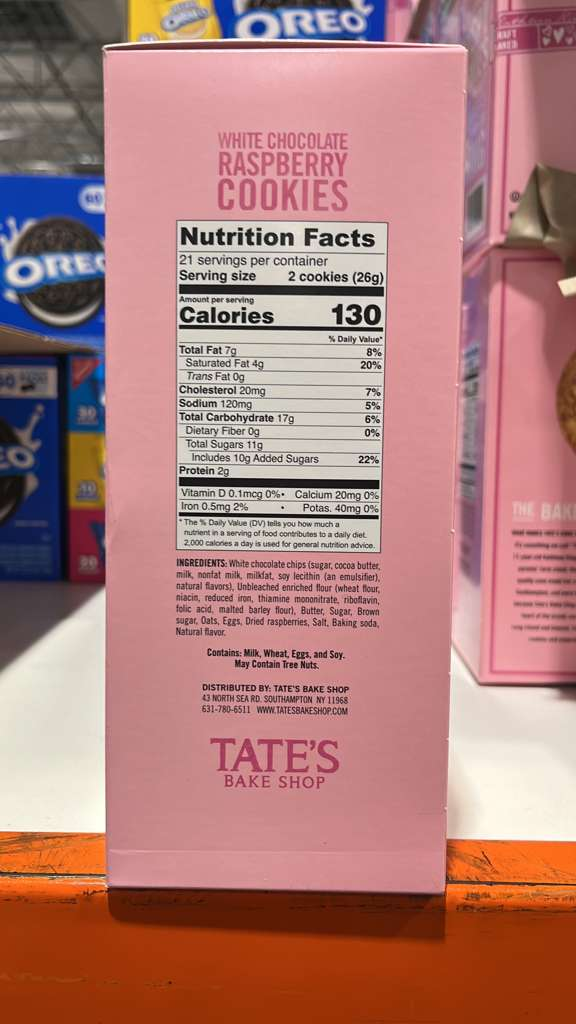 OREO
OREO
60
OREO
30
20
20
WHITE CHOCOLATE
RASPBERRY
COOKIES
Nutrition Facts
21 servings per container
Serving size 2 cookies (26g)
Amount per serving
Calories 130
% Daily Value*
Total Fat 7g 8%
Saturated Fat 4g 20%
Trans Fat 0g
Cholesterol 20mg 7%
Sodium 120mg 5%
Total Carbohydrate 17g 6%
Dietary Fiber 0g 0%
Total Sugars 11g
Includes 10g Added Sugars 22%
Protein 2g
Vitamin D 0.1mcg 0% • Calcium 20mg 0%
Iron 0.5mg 2% • Potas. 40mg 0%
* The % Daily Value (DV) tells you how much a
nutrient in a serving of food contributes to a daily diet.
2,000 calories a day is used for general nutrition advice.
INGREDIENTS: White chocolate chips (sugar, cocoa butter,
milk, nonfat milk, milkfat, soy lecithin (an emulsifier),
natural flavors), Unbleached enriched flour (wheat flour,
niacin, reduced iron, thiamine mononitrate, riboflavin,
folic acid, malted barley flour), Butter, Sugar, Brown
sugar, Oats, Eggs, Dried raspberries, Salt, Baking soda,
Natural flavor.
Contains: Milk, Wheat, Eggs, and Soy.
May Contain Tree Nuts.
DISTRIBUTED BY: TATE'S BAKE SHOP
43 NORTH SEA RD. SOUTHAMPTON NY 11968
631-780-6511 WWW.TATESBAKESHOP.COM
TATE'S
BAKE SHOP
THE BAK